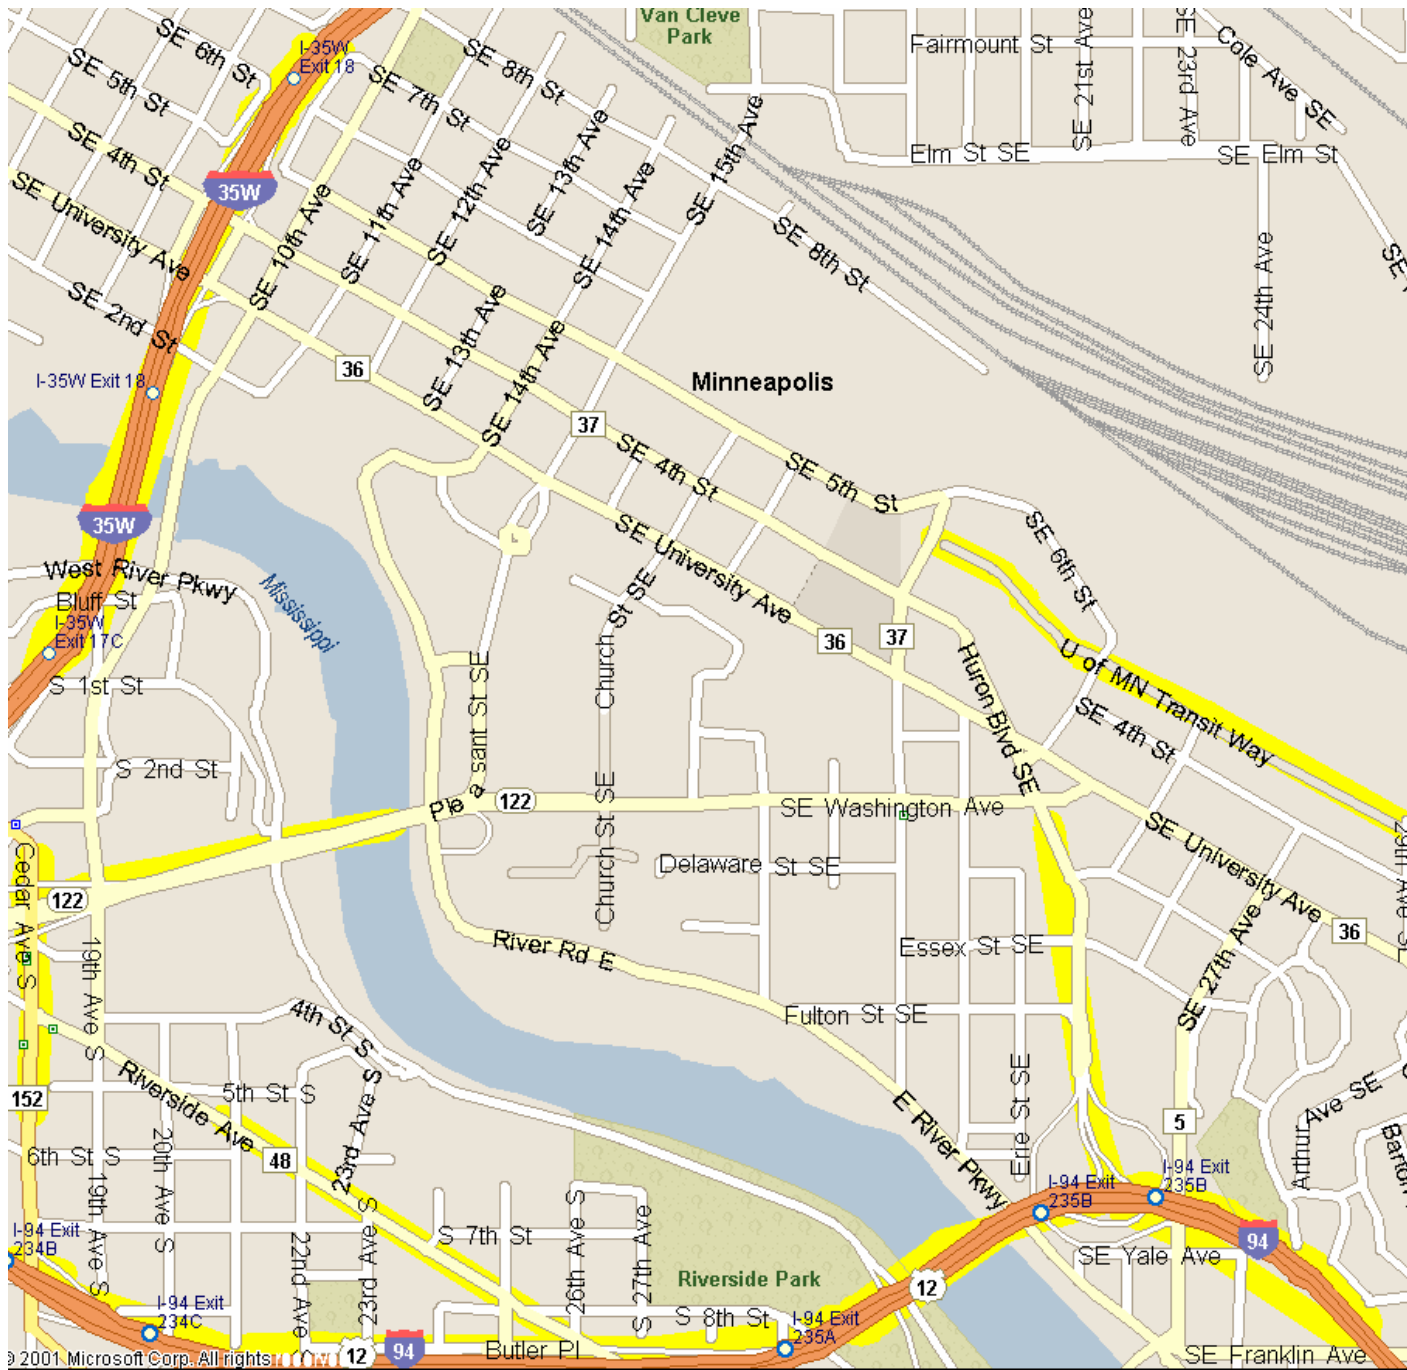 Van Cleve
Park
SE 6th St
I-35W
Exit 18
SE 8th St
Fairmount St
SE 21st Ave
SE 23rd Ave
Cole Ave SE
SE 5th St
SE 7th St
SE 4th St
SE 13th Ave
SE 15th Ave
Elm St SE
SE Elm St
35W
SE University Ave
SE 10th Ave
SE 11th Ave
SE 12th Ave
SE 14th Ave
SE 8th St
SE
SE 24th Ave
SE 2nd St
SE 13th Ave
SE 14th Ave
36
I-35W Exit 18
Minneapolis
37
SE 4th St
SE 5th St
35W
SE University Ave
SE 6th St
West River Pkwy
Mississippi
Bluff St
I-35W
Exit 17C
Church St SE
36
37
Huron Blvd SE
U of MN Transit Way
S 1st St
Pleasant St SE
SE 4th St
S 2nd St
122
Church St SE
SE Washington Ave
SE University Ave
29th Ave SE
Cedar Ave S
Delaware St SE
122
19th Ave S
River Rd E
Essex St SE
SE 27th Ave
36
4th St S
Fulton St SE
152
Riverside Ave
5th St S
23rd Ave S
E River Pkwy
Erie St SE
5
Arthur Ave SE
Barton
6th St S
20th Ave S
48
19th Ave S
I-94 Exit
235B
I-94 Exit
235B
I-94 Exit
234B
22nd Ave S
23rd Ave S
S 7th St
26th Ave S
S 27th Ave
94
SE Yale Ave
Riverside Park
12
I-94 Exit
234C
S 8th St
I-94 Exit
235A
© 2001 Microsoft Corp. All rights reserved
12
94
Butler Pl
SE Franklin Ave